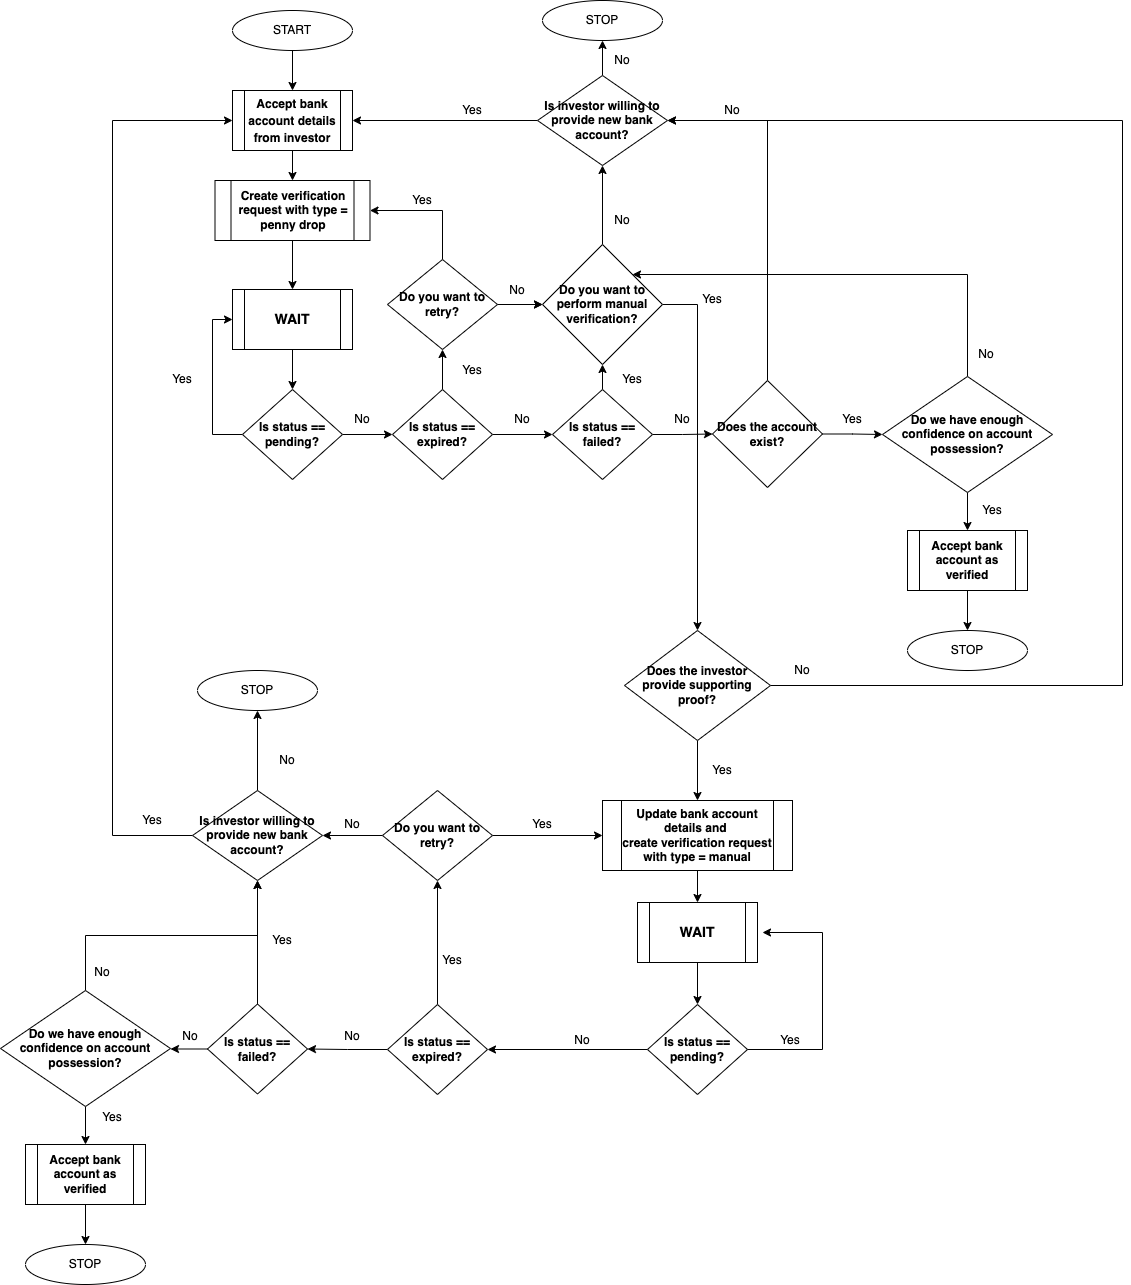 START
STOP
No
Is investor willing to
provide new bank
account?
Yes
No
Accept bank
account details
from investor
Create verification
request with type =
penny drop
Yes
No
WAIT
Do you want to
retry?
No
Do you want to
perform manual
verification?
Yes
Yes
Yes
Yes
No
Is status ==
pending?
No
Is status ==
expired?
No
Is status ==
failed?
No
Does the account
exist?
Yes
Do we have enough
confidence on account
possession?
Yes
Accept bank
account as
verified
STOP
Does the investor
provide supporting
proof?
No
STOP
No
Yes
Yes
Is investor willing to
provide new bank
account?
No
Do you want to
retry?
Yes
Update bank account
details and
create verification request
with type = manual
WAIT
Yes
Yes
No
Do we have enough
confidence on account
possession?
No
Is status ==
failed?
No
Is status ==
expired?
No
Is status ==
pending?
Yes
Yes
Accept bank
account as
verified
STOP